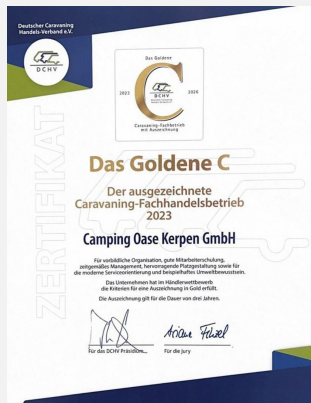 Deutscher Caravaning
Handels-Verband e.V.
DCHV
Das Goldene
2023
2026
C
DCHV
Caravaning-Fachbetrieb
mit Auszeichnung
ZERTIFIKAT
Das Goldene C
Der ausgezeichnete
Caravaning-Fachhandelsbetrieb
2023
Camping Oase Kerpen GmbH
Für vorbildliche Organisation, gute Mitarbeiterschulung,
zeitgemäßes Management, hervorragende Platzgestaltung sowie für
die moderne Serviceorientierung und beispielhaftes Umweltbewusstsein.
Das Unternehmen hat im Händlerwettbewerb
die Kriterien für eine Auszeichnung in Gold erfüllt.
Die Auszeichnung gilt für die Dauer von drei Jahren.
Für das DCHV Präsidium
Für die Jury